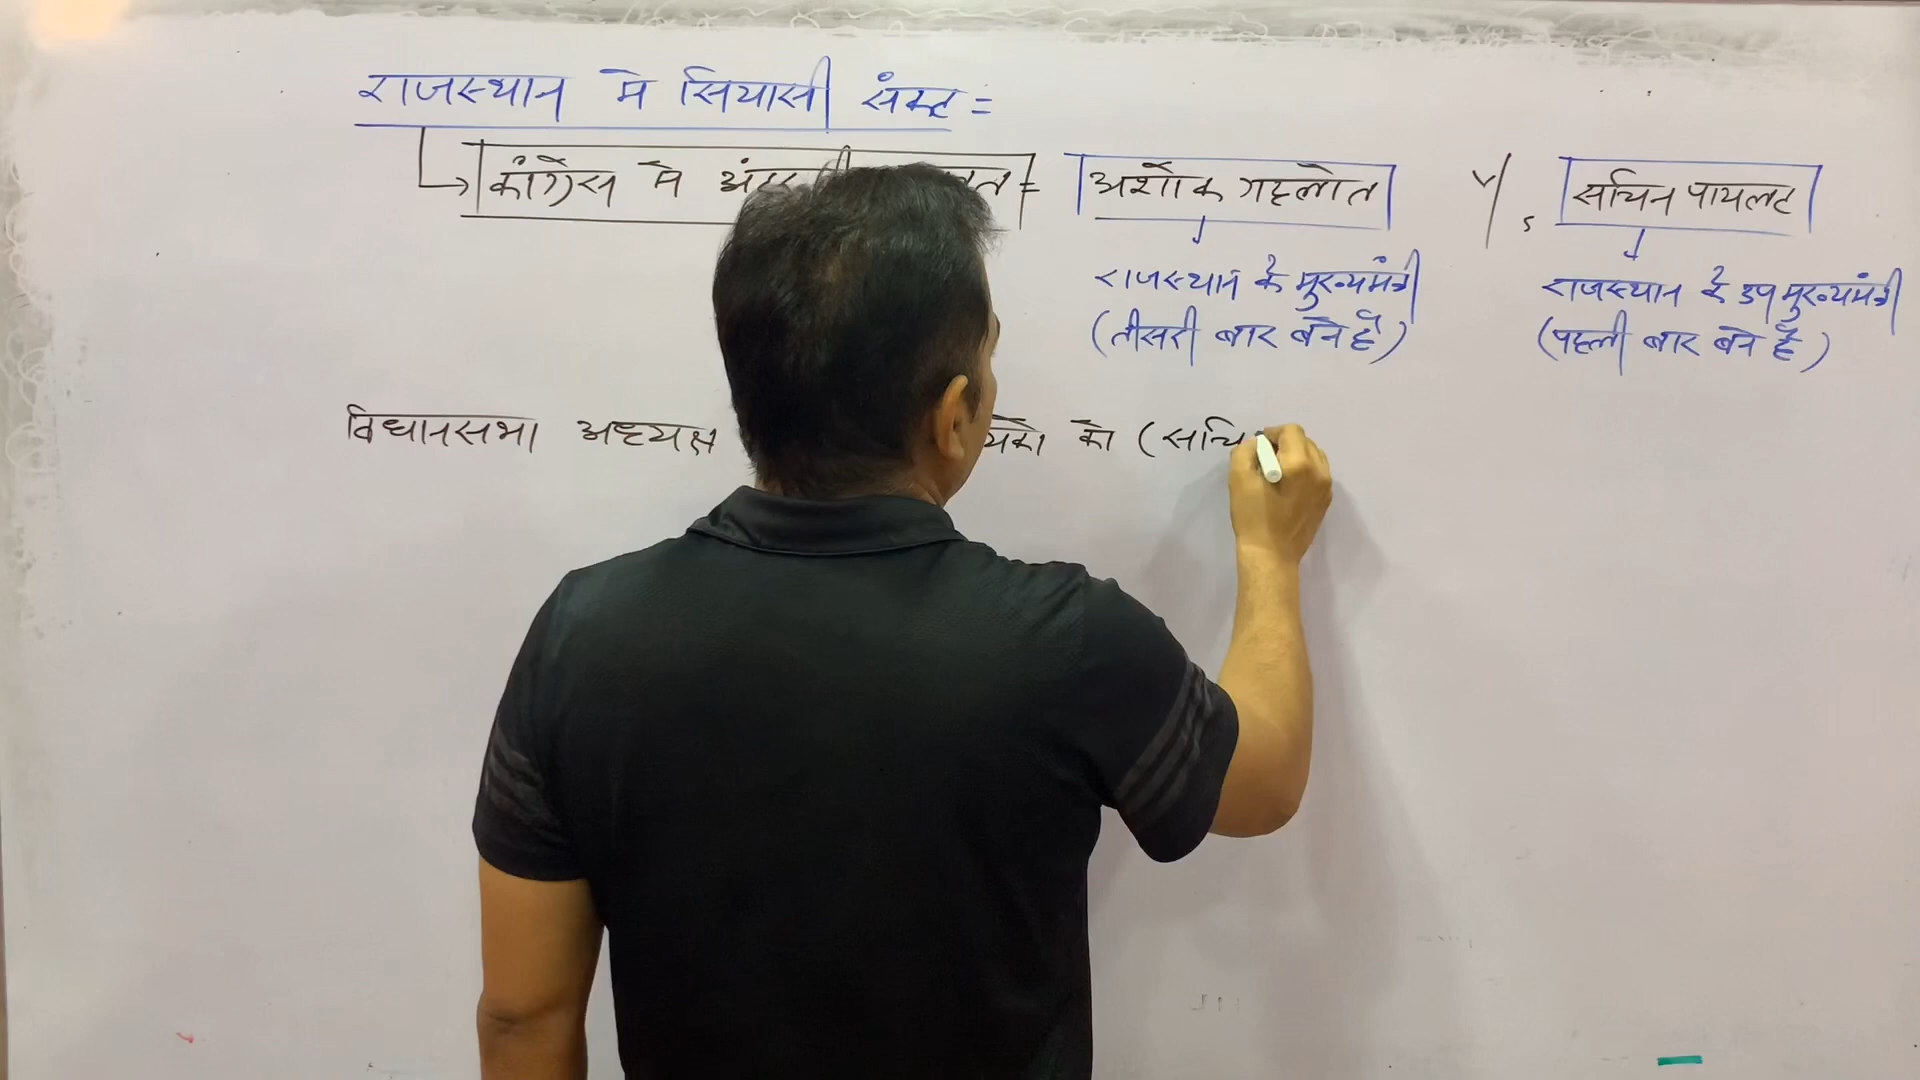 राजस्थान मे सियासी संकट =
कांग्रेस मे = अशोक गहलोत V/s सचिन पायलट
राजस्थान के मुख्यमंत्री
(तीसरी बार बने है)
राजस्थान के उप मुख्यमंत्री
(पहली बार बने है)
विधानसभा अध्यक्ष को (सचि